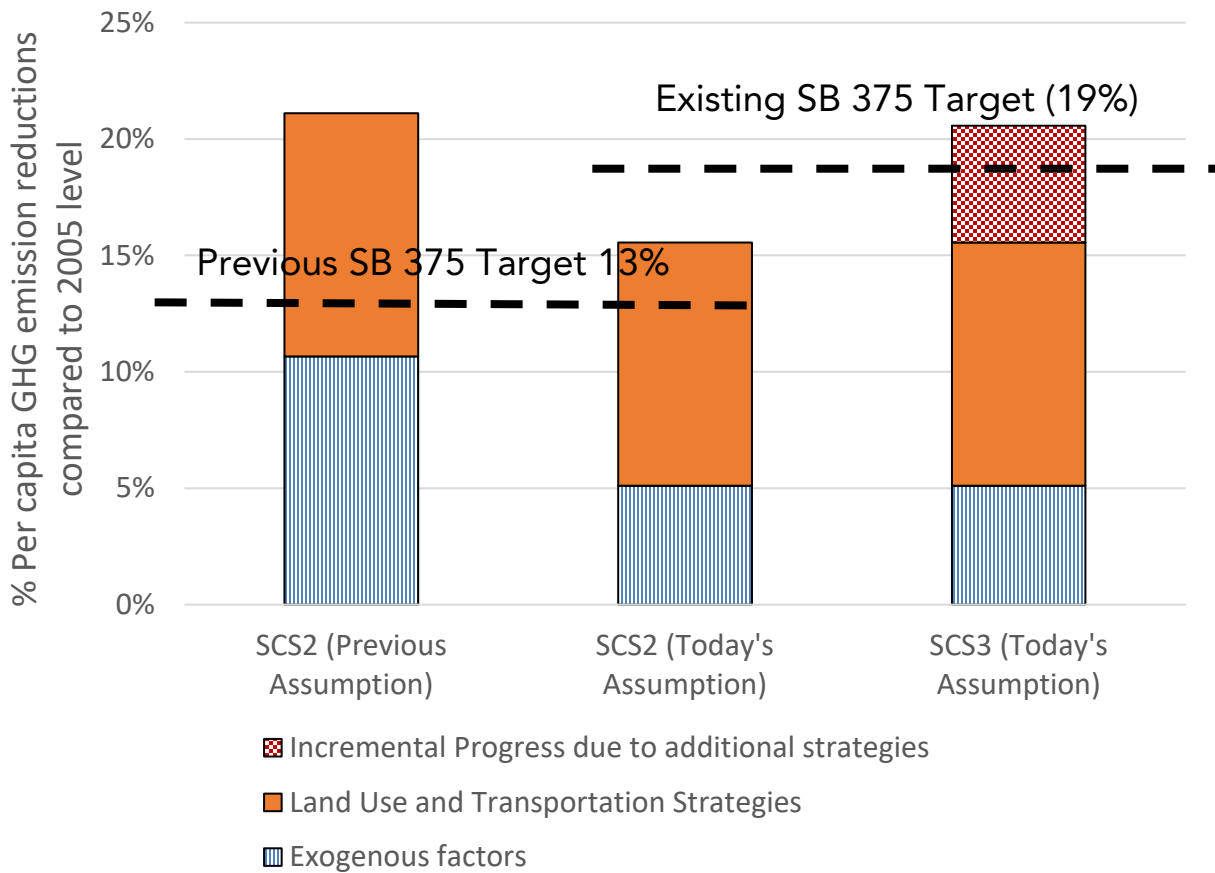 % Per capita GHG emission reductions
compared to 2005 level
25%
20%
15%
10%
5%
0%
Existing SB 375 Target (19%)
Previous SB 375 Target 13%
SCS2 (Previous
Assumption)
SCS2 (Today's
Assumption)
SCS3 (Today's
Assumption)
Incremental Progress due to additional strategies
Land Use and Transportation Strategies
Exogenous factors